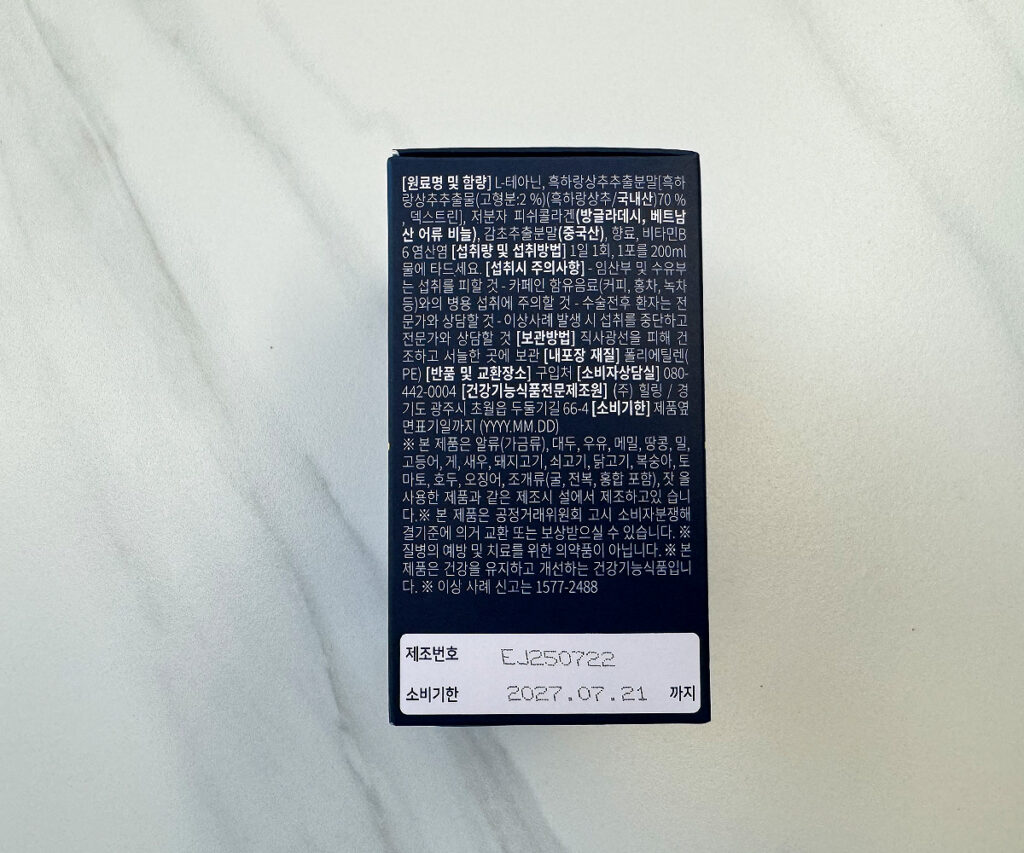 [원료명 및 함량] L-테아닌, 흑하랑상추추출분말[흑하
랑상추추출물(고형분:2 %)(흑하랑상추/국내산)70 %
, 덱스트린], 저분자 피쉬콜라겐(방글라데시, 베트남
산 어류 비늘), 감초추출분말(중국산), 향료, 비타민B
6 염산염 [섭취량 및 섭취방법] 1일 1회, 1포를 200ml
물에 타드세요. [섭취시 주의사항] - 임산부 및 수유부
는 섭취를 피할 것 - 카페인 함유음료(커피, 홍차, 녹차
등)와의 병용 섭취에 주의할 것 - 수술전후 환자는 전
문가와 상담할 것 - 이상사례 발생 시 섭취를 중단하고
전문가와 상담할 것 [보관방법] 직사광선을 피해 건
조하고 서늘한 곳에 보관 [내포장 재질] 폴리에틸렌(
PE) [반품 및 교환장소] 구입처 [소비자상담실] 080-
442-0004 [건강기능식품전문제조원] (주) 힐링 / 경
기도 광주시 초월읍 두둘기길 66-4 [소비기한] 제품옆
면표기일까지 (YYYY.MM.DD)
※ 본 제품은 알류(가금류), 대두, 우유, 메밀, 땅콩, 밀,
고등어, 게, 새우, 돼지고기, 쇠고기, 닭고기, 복숭아, 토
마토, 호두, 오징어, 조개류(굴, 전복, 홍합 포함), 잣 을
사용한 제품과 같은 제조시 설에서 제조하고있 습니
다.※ 본 제품은 공정거래위원회 고시 소비자분쟁해
결기준에 의거 교환 또는 보상받으실 수 있습니다. ※
질병의 예방 및 치료를 위한 의약품이 아닙니다. ※ 본
제품은 건강을 유지하고 개선하는 건강기능식품입니
다. ※ 이상 사례 신고는 1577-2488
제조번호 EJ250722
소비기한 2027.07.21 까지